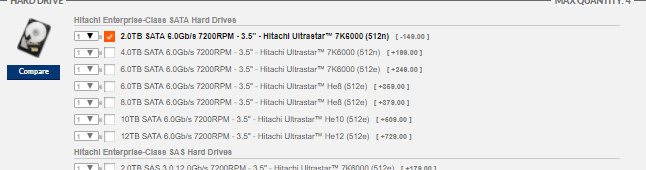 HARD DRIVE MAX QUANTITY: 4
Hitachi Enterprise-Class SATA Hard Drives
1 ▼ x 2.0TB SATA 6.0Gb/s 7200RPM - 3.5" - Hitachi Ultrastar™ 7K6000 (512n) [ -149.00 ]
1 ▼ x 4.0TB SATA 6.0Gb/s 7200RPM - 3.5" - Hitachi Ultrastar™ 7K6000 (512n) [ +199.00 ]
1 ▼ x 6.0TB SATA 6.0Gb/s 7200RPM - 3.5" - Hitachi Ultrastar™ 7K6000 (512e) [ +249.00 ]
1 ▼ x 6.0TB SATA 6.0Gb/s 7200RPM - 3.5" - Hitachi Ultrastar™ He8 (512e) [ +359.00 ]
Compare
1 ▼ x 8.0TB SATA 6.0Gb/s 7200RPM - 3.5" - Hitachi Ultrastar™ He8 (512e) [ +379.00 ]
1 ▼ x 10TB SATA 6.0Gb/s 7200RPM - 3.5" - Hitachi Ultrastar™ He10 (512e) [ +609.00 ]
1 ▼ x 12TB SATA 6.0Gb/s 7200RPM - 3.5" - Hitachi Ultrastar™ He12 (512e) [ +729.00 ]
Hitachi Enterprise-Class SAS Hard Drives
1 ▼ x 2.0TB SAS 3.0 12.0Gb/s 7200RPM - 3.5" - Hitachi Ultrastar™ 7K6000 (512e) [ +179.00 ]